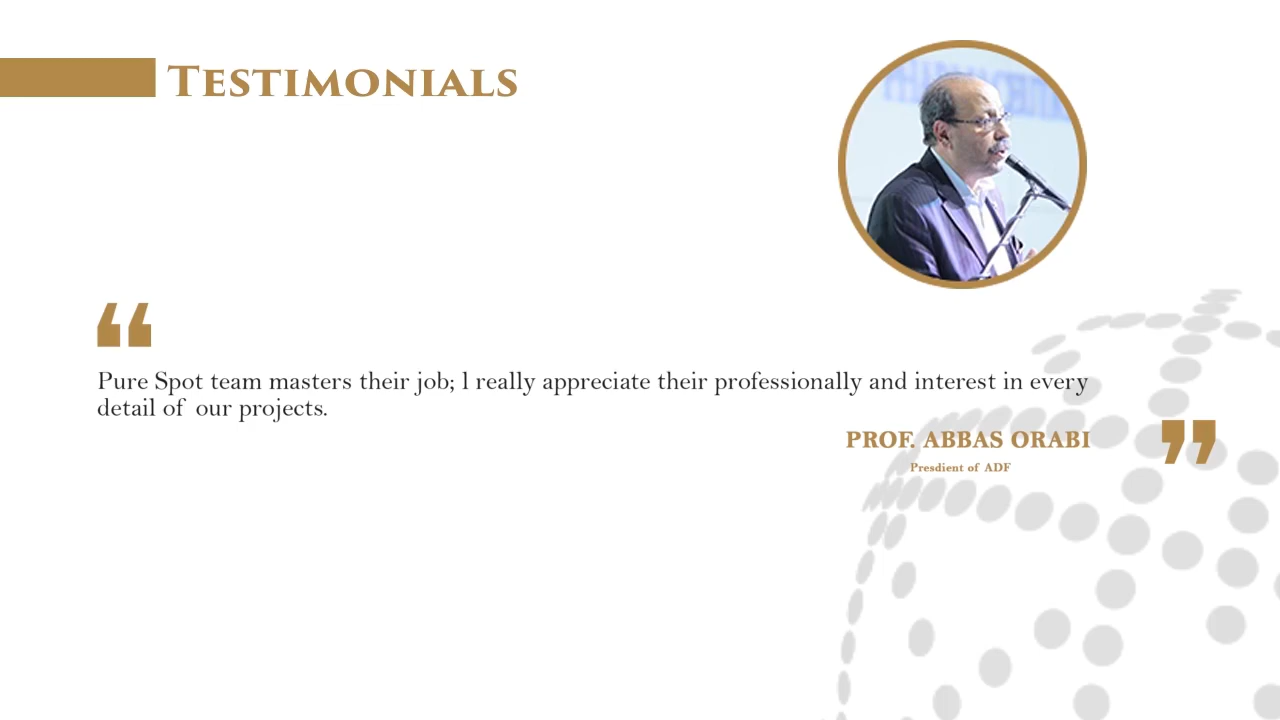 Testimonials
“
Pure Spot team masters their job; l really appreciate their professionally and interest in every
detail of our projects.
PROF. ABBAS ORABI
Presdient of ADF
”